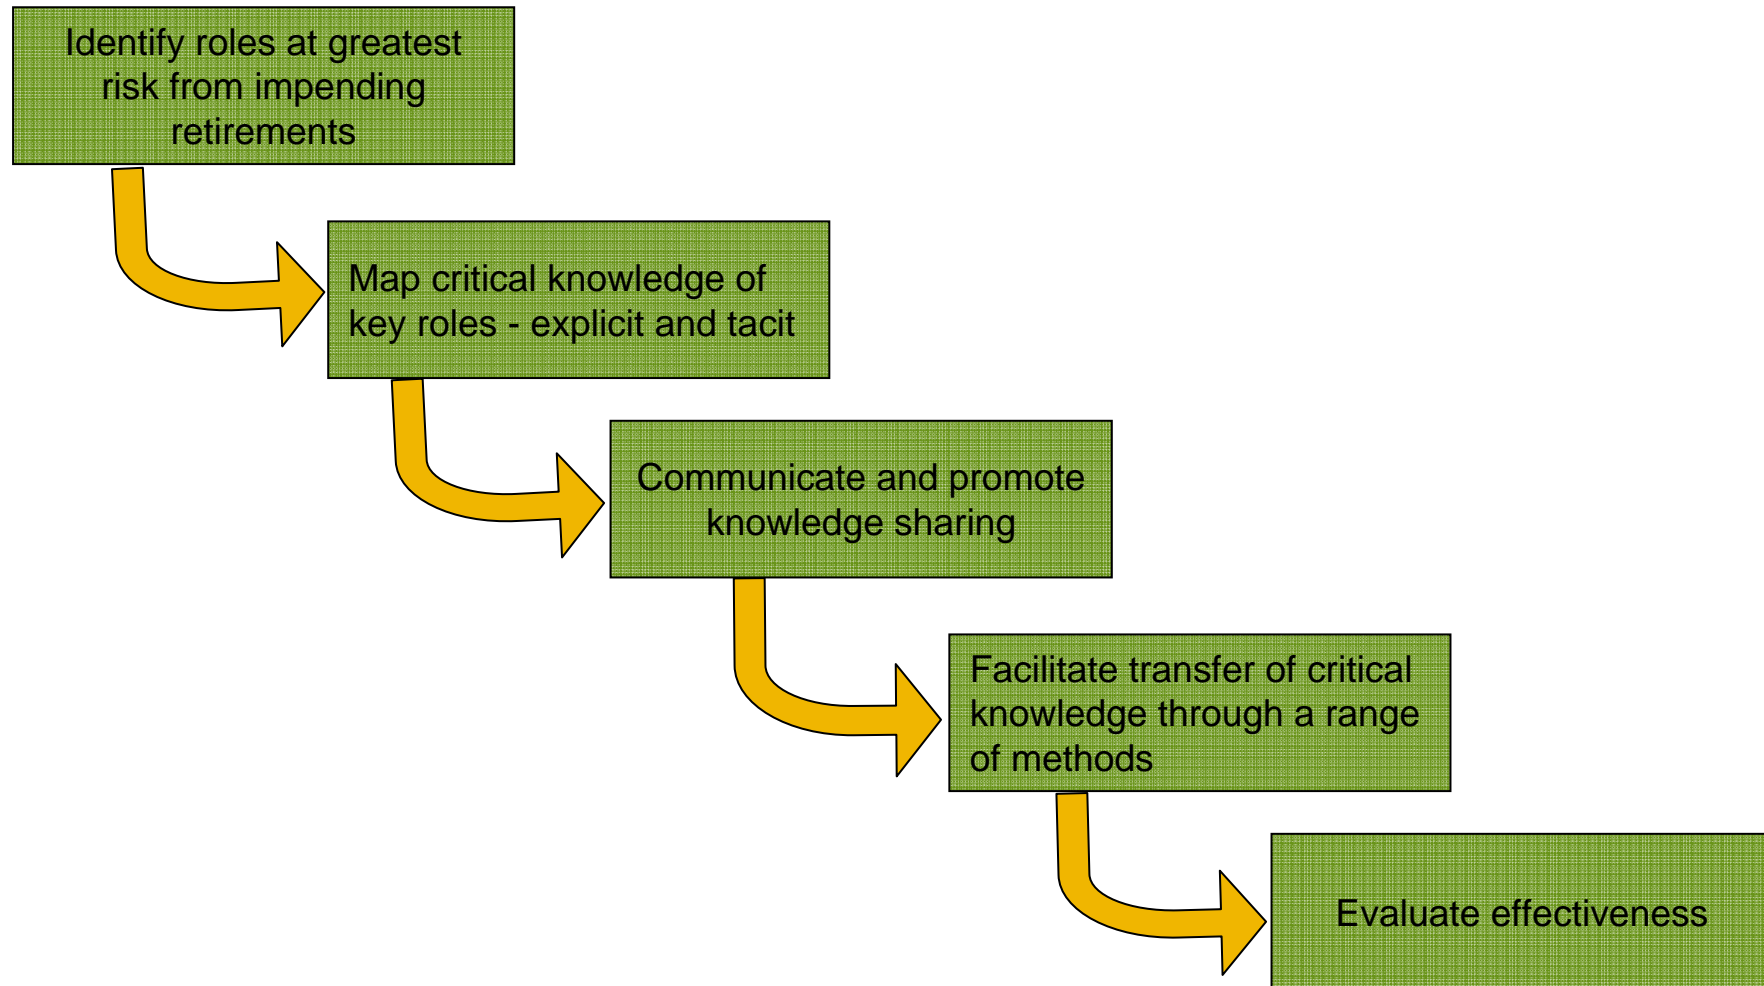 Identify roles at greatest
risk from impending
retirements
Map critical knowledge of
key roles - explicit and tacit
Communicate and promote
knowledge sharing
Facilitate transfer of critical
knowledge through a range
of methods
Evaluate effectiveness